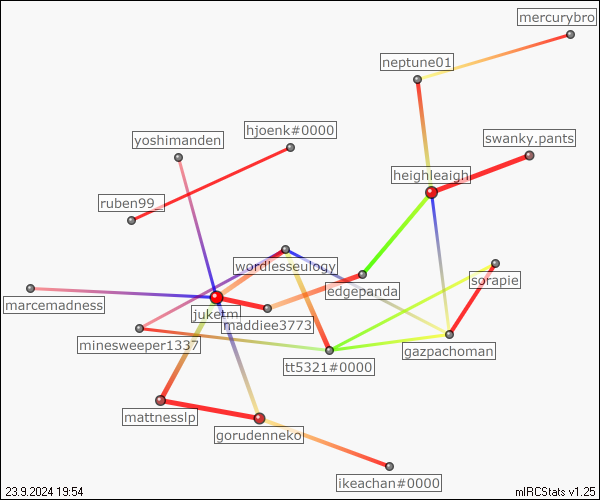 mercurybro
neptune01
hjoenk#0000
yoshimanden
swanky.pants
heighleaigh
ruben99_
wordlesseulogy
sorapie
edgepanda
marcemadness
juketm
maddiee3773
minesweeper1337
gazpachoman
tt5321#0000
mattnesslp
gorudenneko
ikeachan#0000
23.9.2024 19:54
mIRCStats v1.25